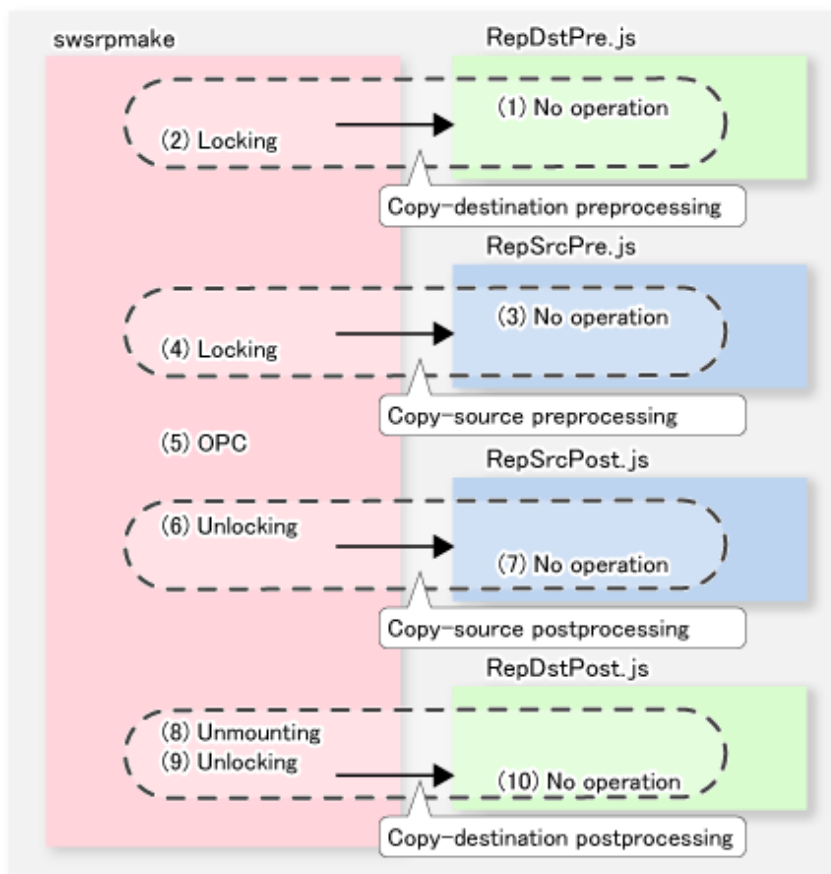 swsrpmake
RepDstPre.js
(1) No operation
(2) Locking
Copy-destination preprocessing
RepSrcPre.js
(3) No operation
(4) Locking
Copy-source preprocessing
(5) OPC
RepSrcPost.js
(6) Unlocking
(7) No operation
Copy-source postprocessing
RepDstPost.js
(8) Unmounting
(9) Unlocking
(10) No operation
Copy-destination postprocessing